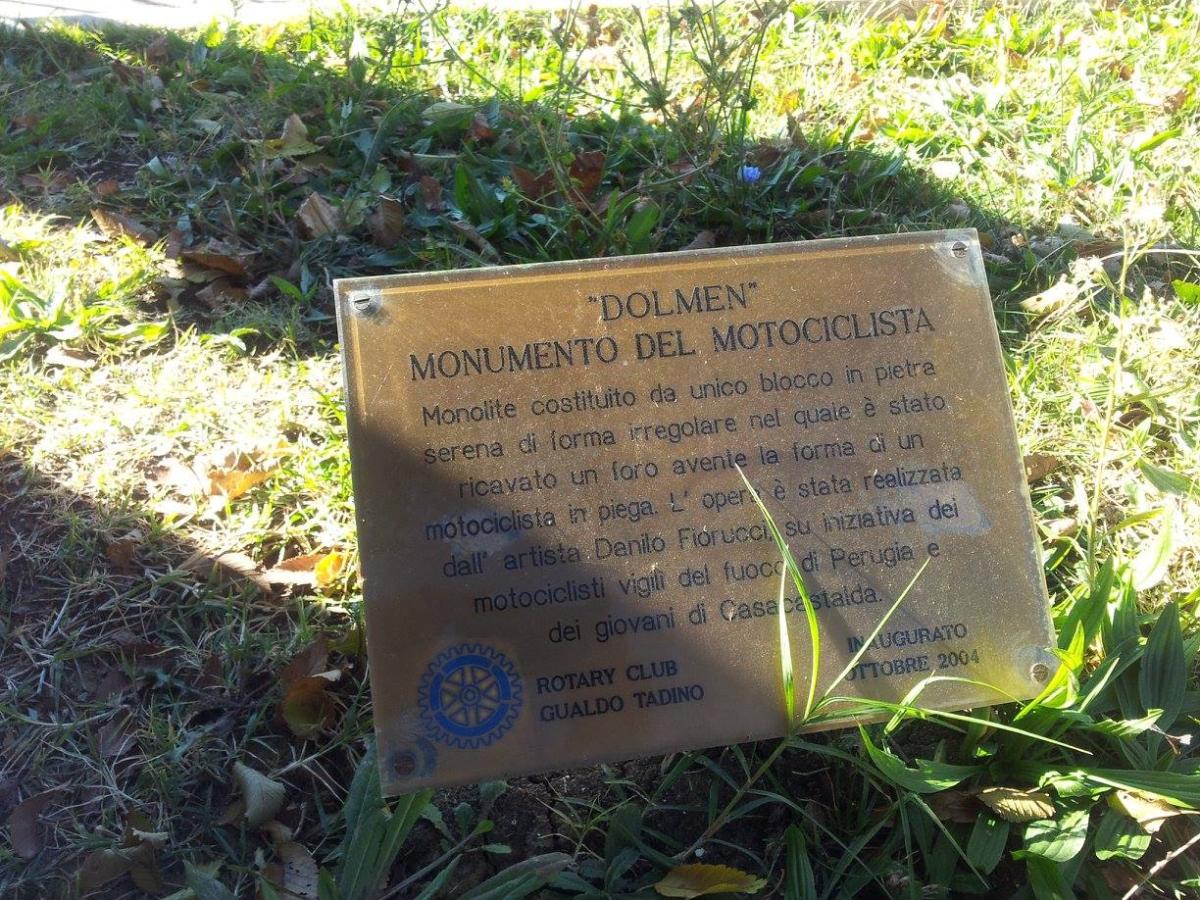 "DOLMEN"
MONUMENTO DEL MOTOCICLISTA
Monolite costituito da unico blocco in pietra
serena di forma irregolare nel quale è stato
ricavato un foro avente la forma di un
motociclista in piega. L' opera è stata realizzata
dall' artista Danilo Fiorucci, su iniziativa dei
motociclisti vigili del fuoco di Perugia e
dei giovani di Casacastalda.
ROTARY CLUB
GUALDO TADINO
INAUGURATO
OTTOBRE 2004